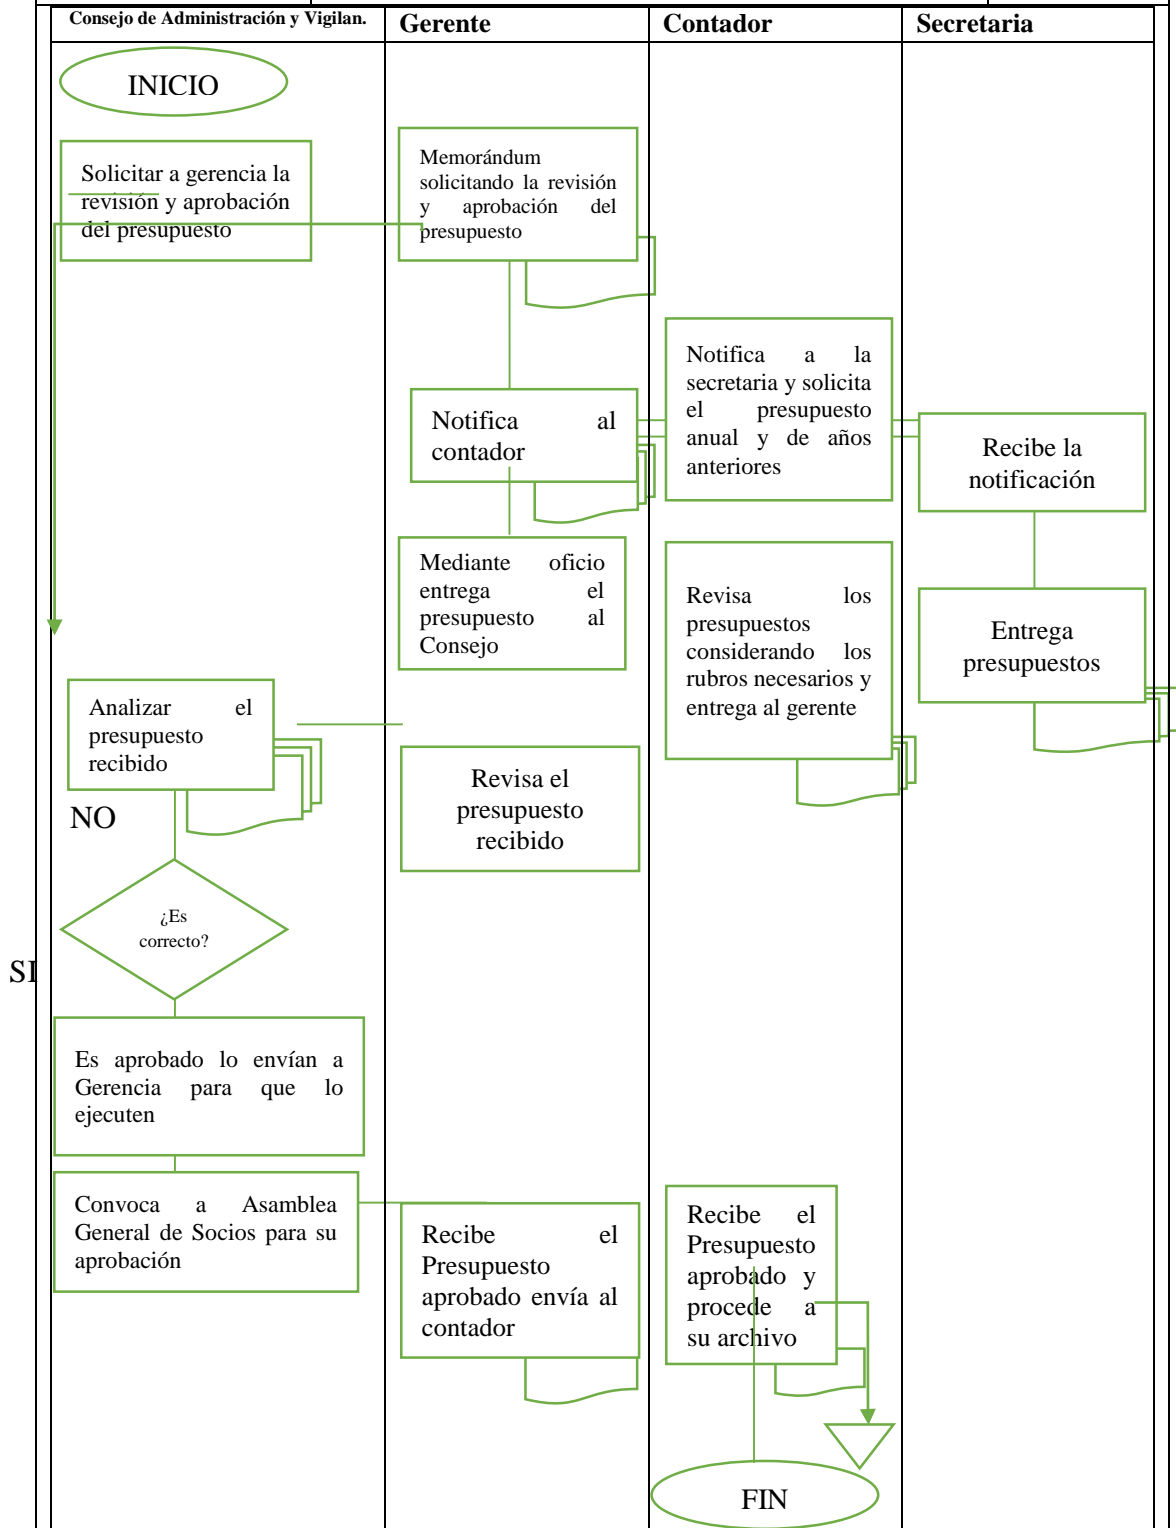 Consejo de Administración y Vigilan.
Gerente
Contador
Secretaria
INICIO
Solicitar a gerencia la
revisión y aprobación
del presupuesto
Memorándum
solicitando la revisión
y aprobación del
presupuesto
Notifica a la
secretaria y solicita
el presupuesto
anual y de años
anteriores
Notifica al
contador
Recibe la
notificación
Mediante oficio
entrega el
presupuesto al
Consejo
Revisa los
presupuestos
considerando los
rubros necesarios y
entrega al gerente
Entrega
presupuestos
Analizar el
presupuesto
recibido
Revisa el
presupuesto
recibido
NO
¿Es
correcto?
SI
Es aprobado lo envían a
Gerencia para que lo
ejecuten
Convoca a Asamblea
General de Socios para su
aprobación
Recibe el
Presupuesto
aprobado envía al
contador
Recibe el
Presupuesto
aprobado y
procede a
su archivo
FIN